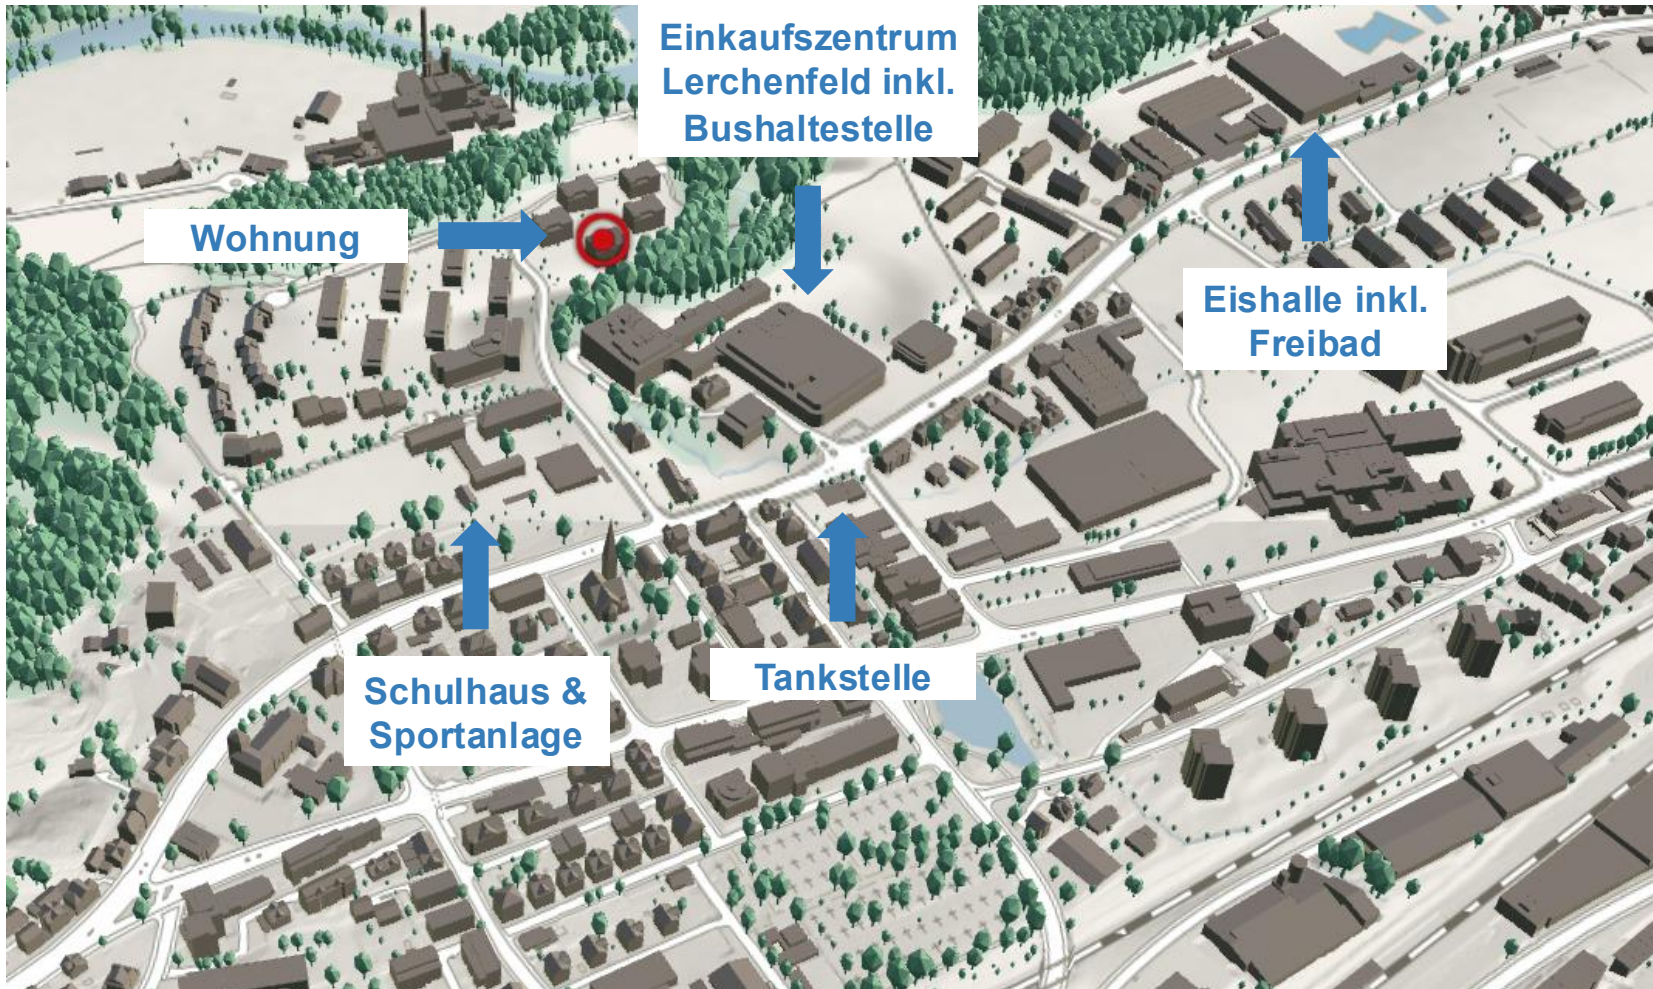 Einkaufszentrum
Lerchenfeld inkl.
Bushaltestelle
Wohnung
Eishalle inkl.
Freibad
Schulhaus &
Sportanlage
Tankstelle